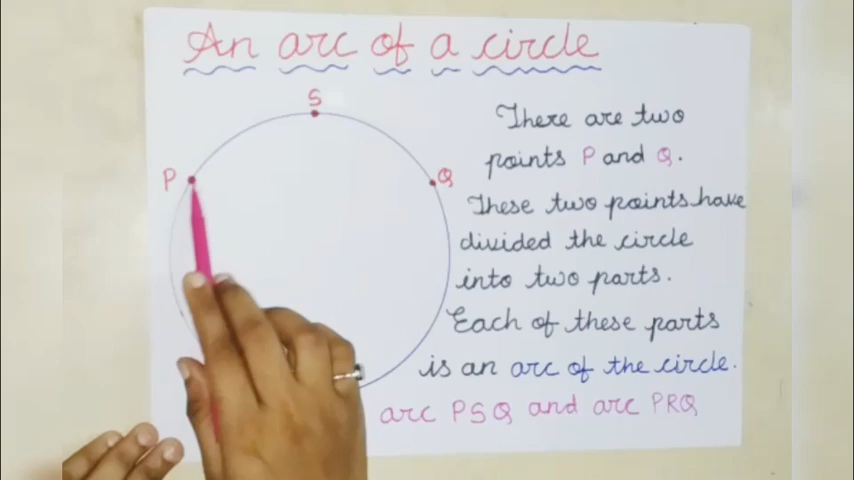 An arc of a circle
S
P
Q
There are two
points P and Q.
These two points have
divided the circle
into two parts.
Each of these parts
is an arc of the circle.
arc PSQ and arc PRQ